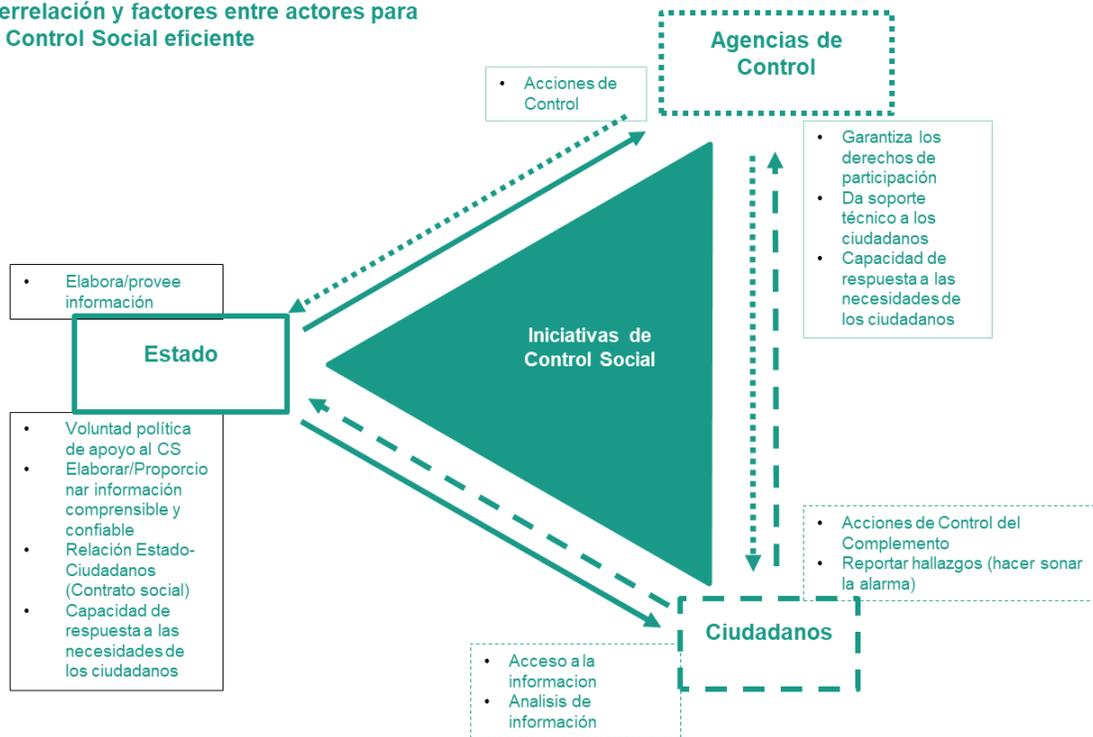 errelación y factores entre actores para
Control Social eficiente
Agencias de
Control
• Acciones de
Control
• Garantiza los
derechos de
participación
• Da soporte
técnico a los
ciudadanos
• Capacidad de
respuesta a las
necesidades de
los ciudadanos
• Elabora/provee
información
Estado
Iniciativas de
Control Social
• Voluntad política
de apoyo al CS
• Elaborar/Proporcio
nar información
comprensible y
confiable
• Relación Estado-
Ciudadanos
(Contrato social)
• Capacidad de
respuesta a las
necesidades de
los ciudadanos
• Acciones de Control del
Complemento
• Reportar hallazgos (hacer sonar
la alarma)
Ciudadanos
• Acceso a la
informacion
• Analisis de
información